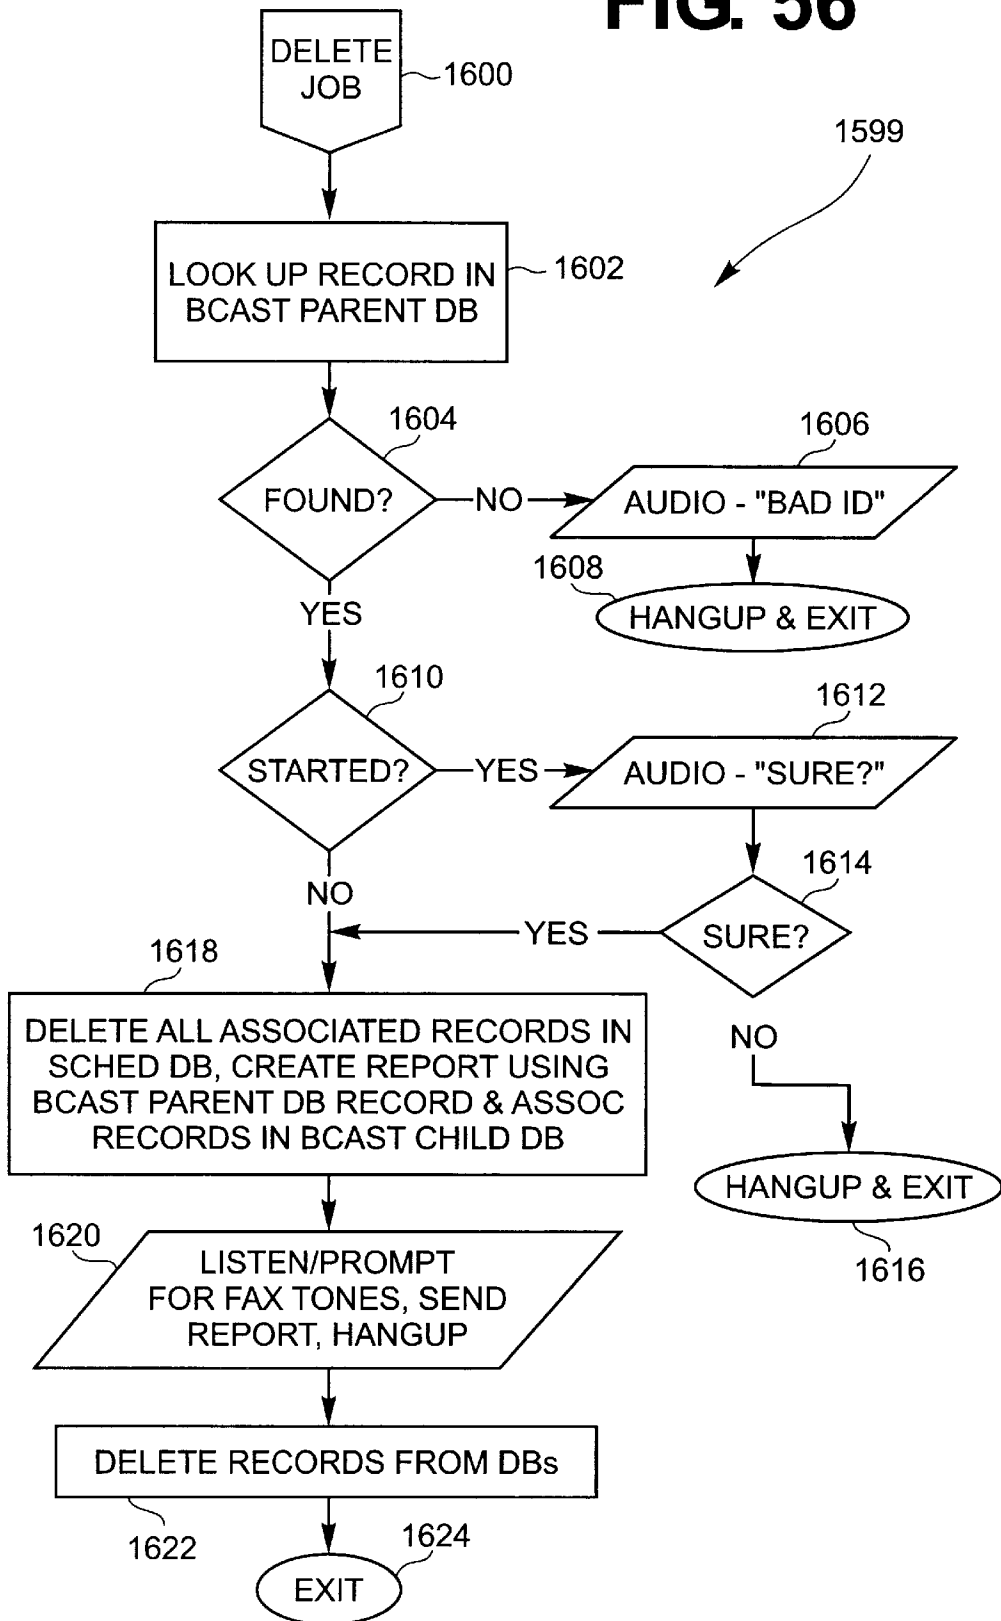 FIG. 56
DELETE
JOB
1600
1599
LOOK UP RECORD IN
BCAST PARENT DB
1602
1604
FOUND?
NO
1606
AUDIO - "BAD ID"
1608
HANGUP & EXIT
YES
1610
STARTED?
YES
1612
AUDIO - "SURE?"
NO
1614
SURE?
YES
1618
DELETE ALL ASSOCIATED RECORDS IN
SCHED DB, CREATE REPORT USING
BCAST PARENT DB RECORD & ASSOC
RECORDS IN BCAST CHILD DB
NO
HANGUP & EXIT
1616
1620
LISTEN/PROMPT
FOR FAX TONES, SEND
REPORT, HANGUP
DELETE RECORDS FROM DBs
1622
1624
EXIT